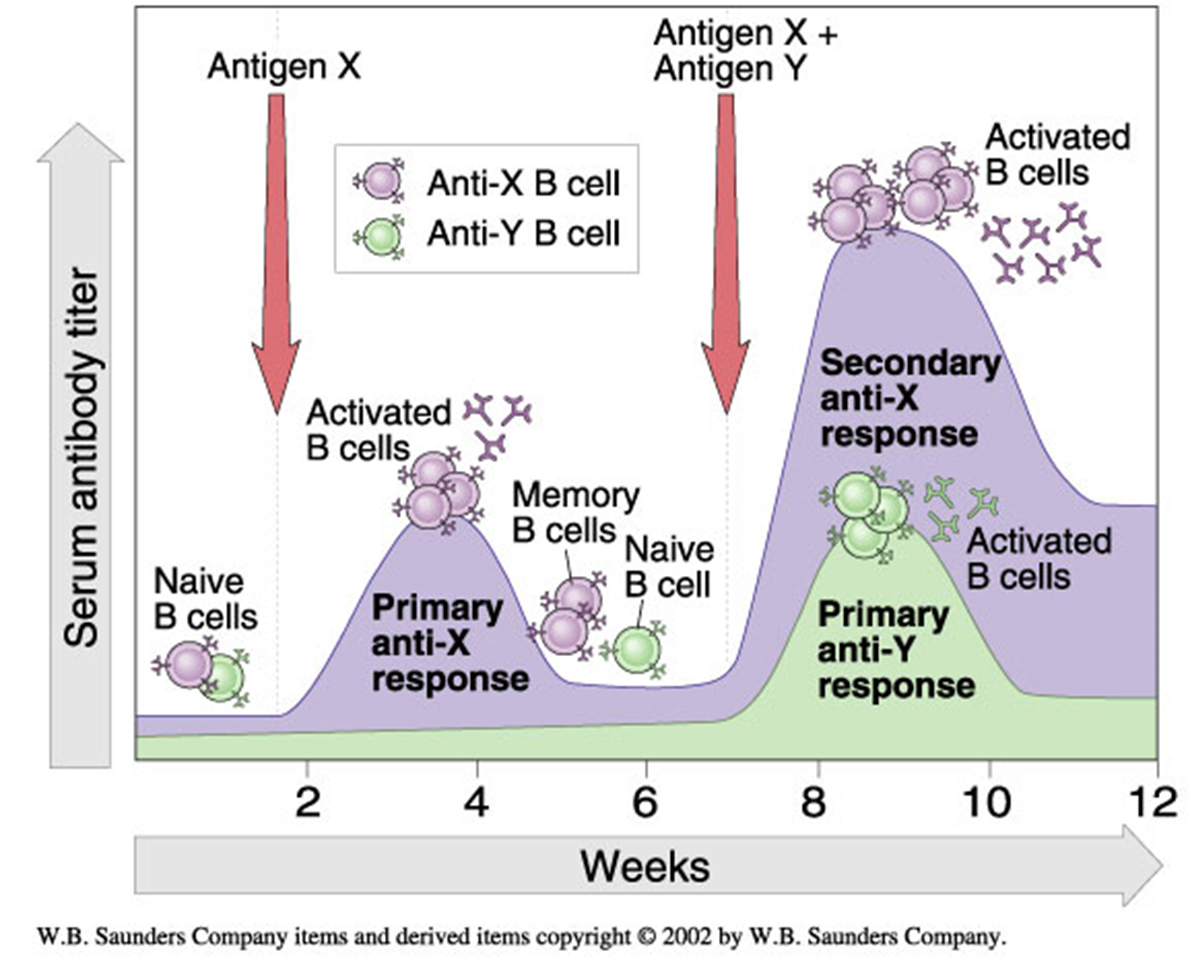 Antigen X
Antigen X +
Antigen Y
Anti-X B cell
Anti-Y B cell
Activated
B cells
Activated
B cells
Secondary
anti-X
response
Memory
B cells
Naive
B cell
Naive
B cells
Primary
anti-X
response
Activated
B cells
Primary
anti-Y
response
Serum antibody titer
2
4
6
8
10
12
Weeks
W.B. Saunders Company items and derived items copyright © 2002 by W.B. Saunders Company.